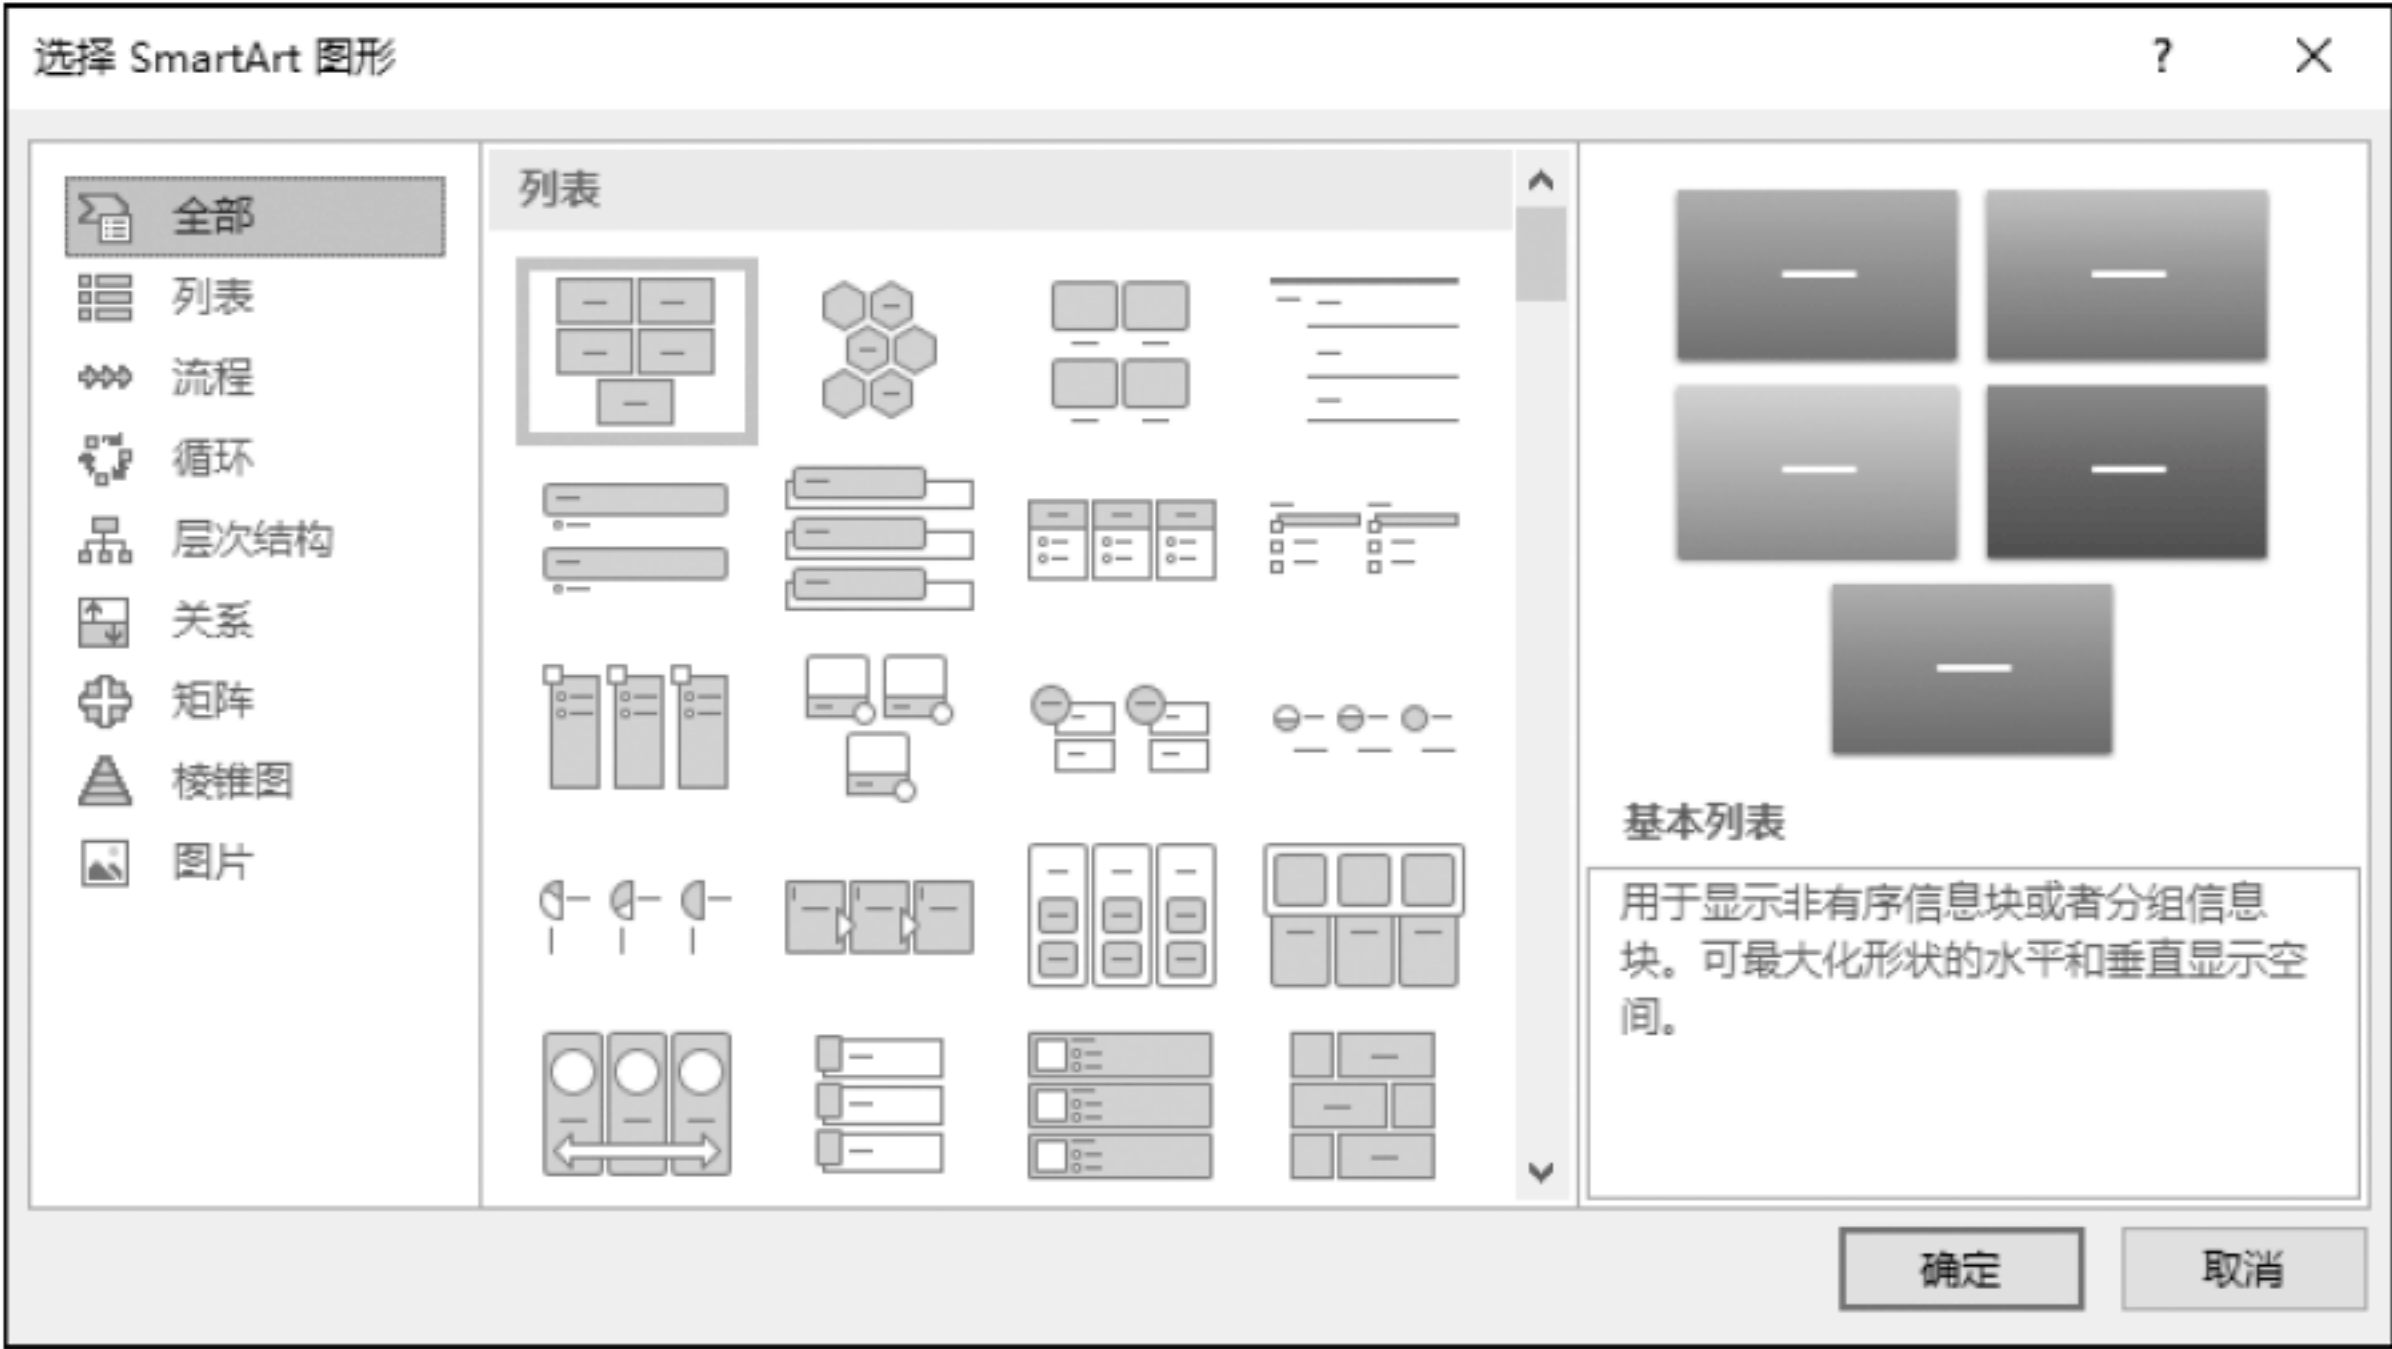 选择 SmartArt 图形
?
全部
列表
流程
循环
层次结构
关系
矩阵
棱锥图
图片
列表
基本列表
用于显示非有序信息块或者分组信息
块。可最大化形状的水平和垂直显示空
间。
确定
取消